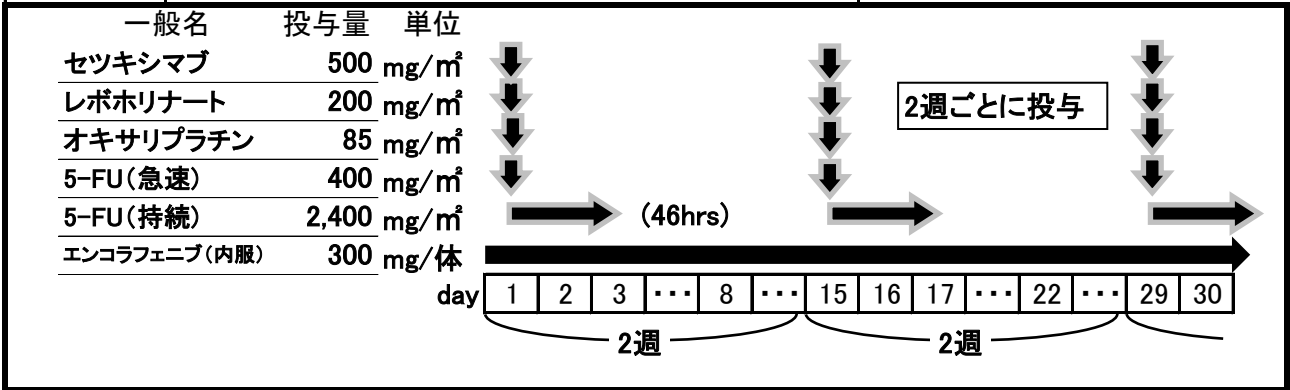 一般名 投与量 単位
セツキシマブ 500 mg/㎡
レボホリナート 200 mg/㎡
2週ごとに投与
オキサリプラチン 85 mg/㎡
5-FU(急速) 400 mg/㎡
5-FU(持続) 2,400 mg/㎡ (46hrs)
エンコラフェニブ(内服) 300 mg/体
day 1 2 3 ・・・ 8 ・・・ 15 16 17 ・・・ 22 ・・・ 29 30
2週 2週